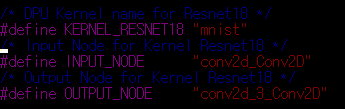 /* DPU Kernel name for Resnet18 */
#define KERNEL_RESNET18 "mnist"
/* Input Node for Kernel Resnet18 */
#define INPUT_NODE "conv2d_Conv2D"
/* Output Node for Kernel Resnet18 */
#define OUTPUT_NODE "conv2d_3_Conv2D"